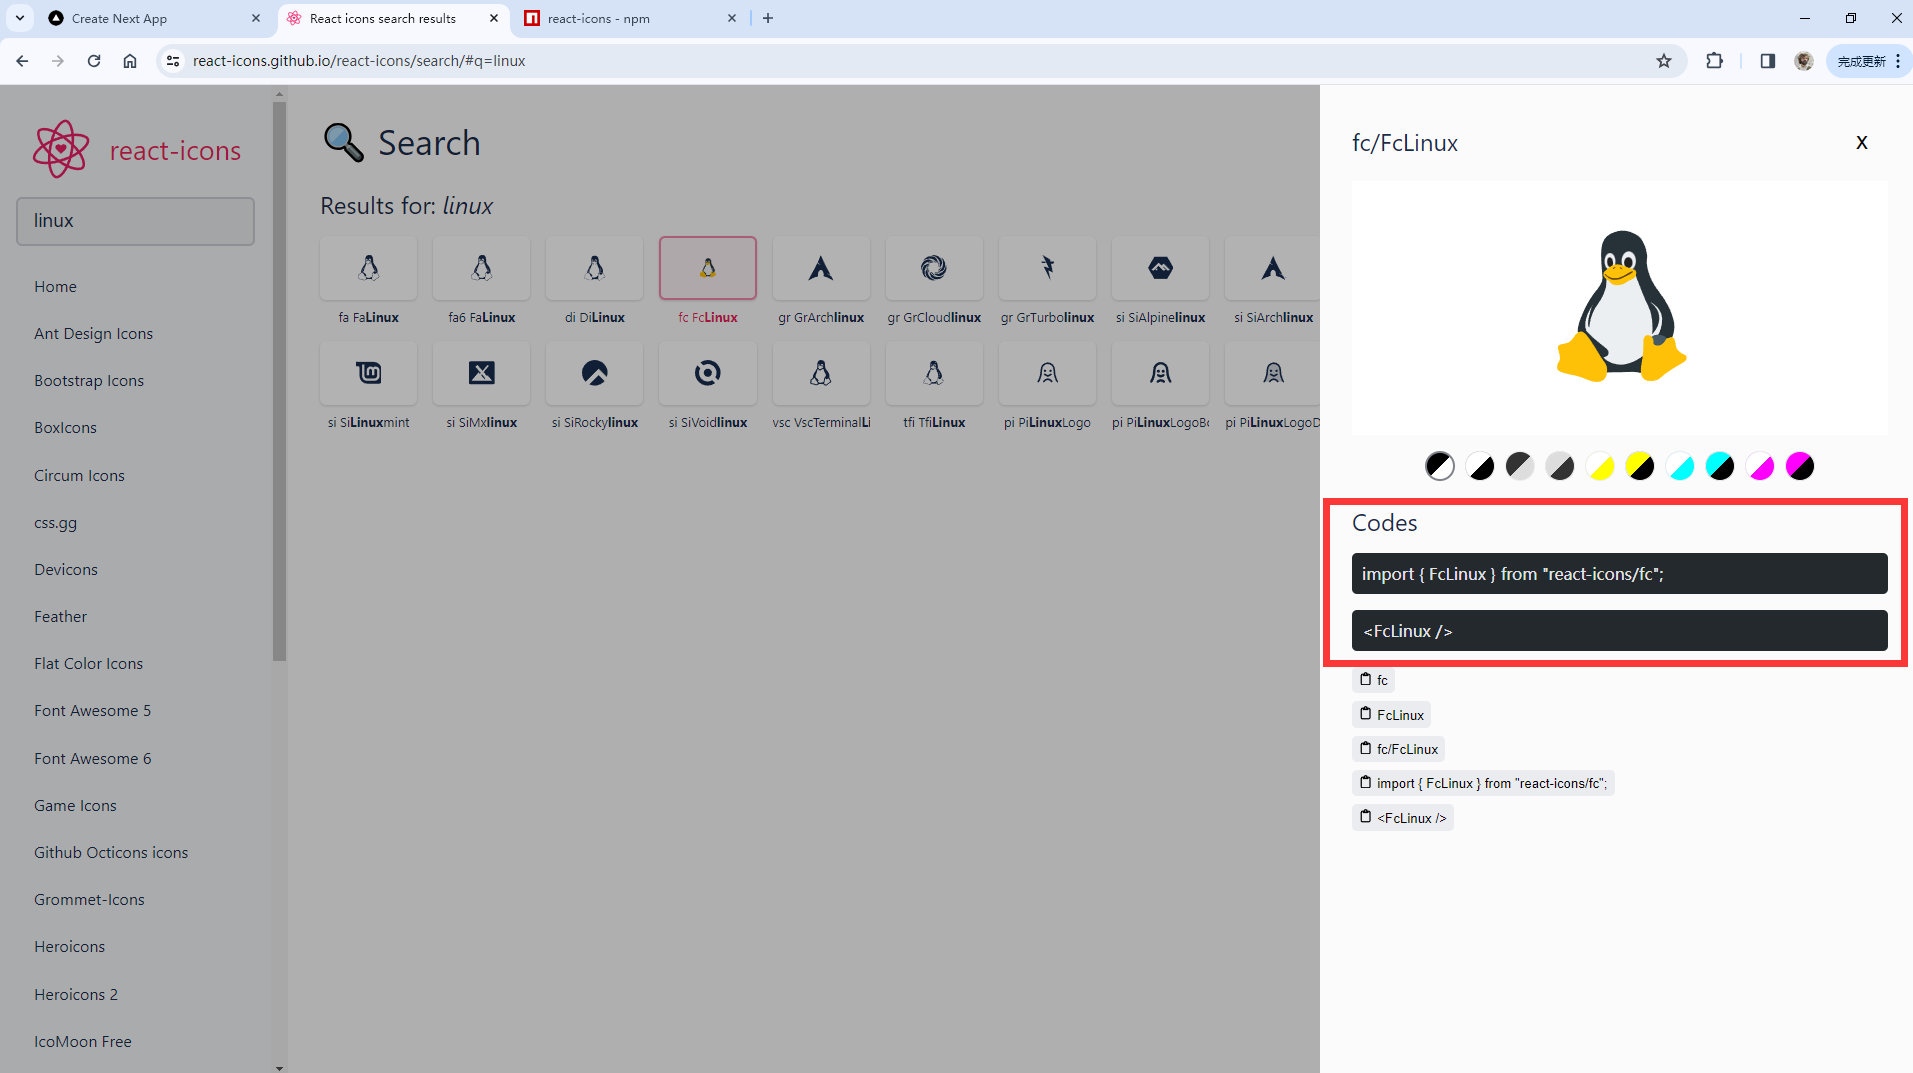 Create Next App
React icons search results
react-icons - npm
react-icons.github.io/react-icons/search/#q=linux
完成更新
react-icons
linux
Home
Ant Design Icons
Bootstrap Icons
BoxIcons
Circum Icons
css.gg
Devicons
Feather
Flat Color Icons
Font Awesome 5
Font Awesome 6
Game Icons
Github Octicons icons
Grommet-Icons
Heroicons
Heroicons 2
IcoMoon Free
Search
Results for: linux
fa FaLinux
fa6 FaLinux
di DiLinux
fc FcLinux
gr GrArchlinux
gr GrCloudlinux
gr GrTurbolinux
si SiAlpinelinux
si SiArchlinux
si SiLinuxmint
si SiMxlinux
si SiRockylinux
si SiVoidlinux
vsc VscTerminalLi
tfi TfiLinux
pi PiLinuxLogo
pi PiLinuxLogoBo
pi PiLinuxLogoD
fc/FcLinux
X
Codes
import { FcLinux } from "react-icons/fc";
<FcLinux />
fc
FcLinux
fc/FcLinux
import { FcLinux } from "react-icons/fc";
<FcLinux />